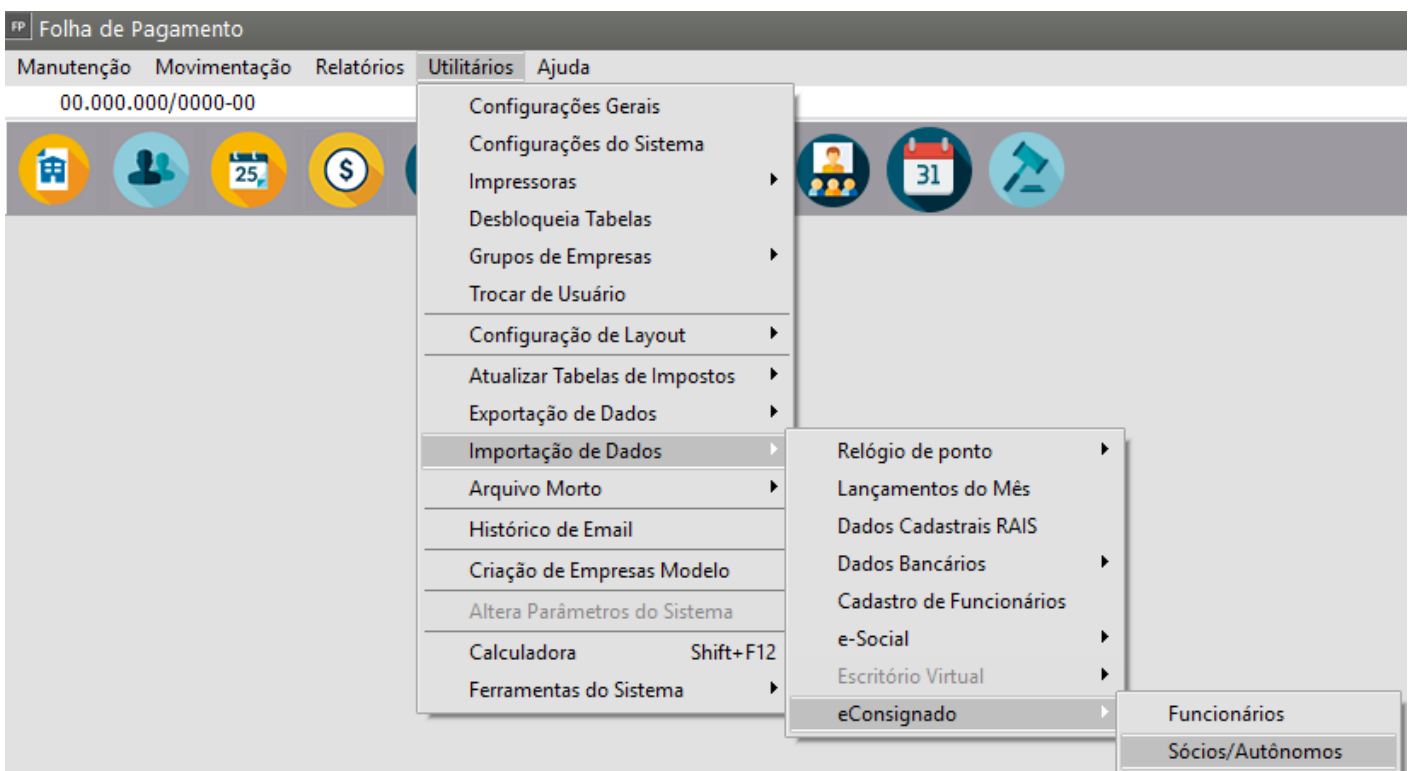 FP Folha de Pagamento
Manutenção Movimentação Relatórios Utilitários Ajuda
00.000.000/0000-00
25
$
31
Configurações Gerais
Configurações do Sistema
Impressoras
Desbloqueia Tabelas
Grupos de Empresas
Trocar de Usuário
Configuração de Layout
Atualizar Tabelas de Impostos
Exportação de Dados
Importação de Dados
Arquivo Morto
Histórico de Email
Criação de Empresas Modelo
Altera Parâmetros do Sistema
Calculadora Shift+F12
Ferramentas do Sistema
Relógio de ponto
Lançamentos do Mês
Dados Cadastrais RAIS
Dados Bancários
Cadastro de Funcionários
e-Social
Escritório Virtual
eConsignado
Funcionários
Sócios/Autônomos